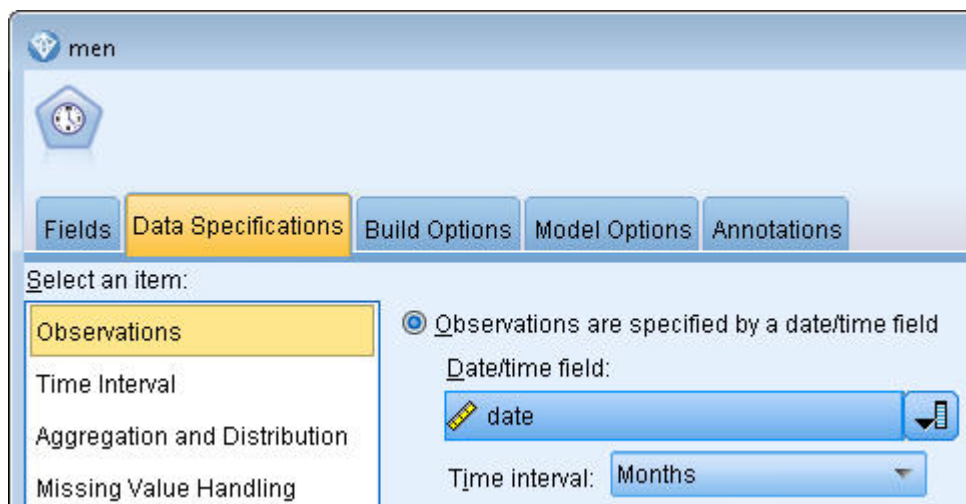 men
Fields Data Specifications Build Options Model Options Annotations
Select an item:
Observations
Time Interval
Aggregation and Distribution
Missing Value Handling
Observations are specified by a date/time field
Date/time field:
date
Time interval: Months